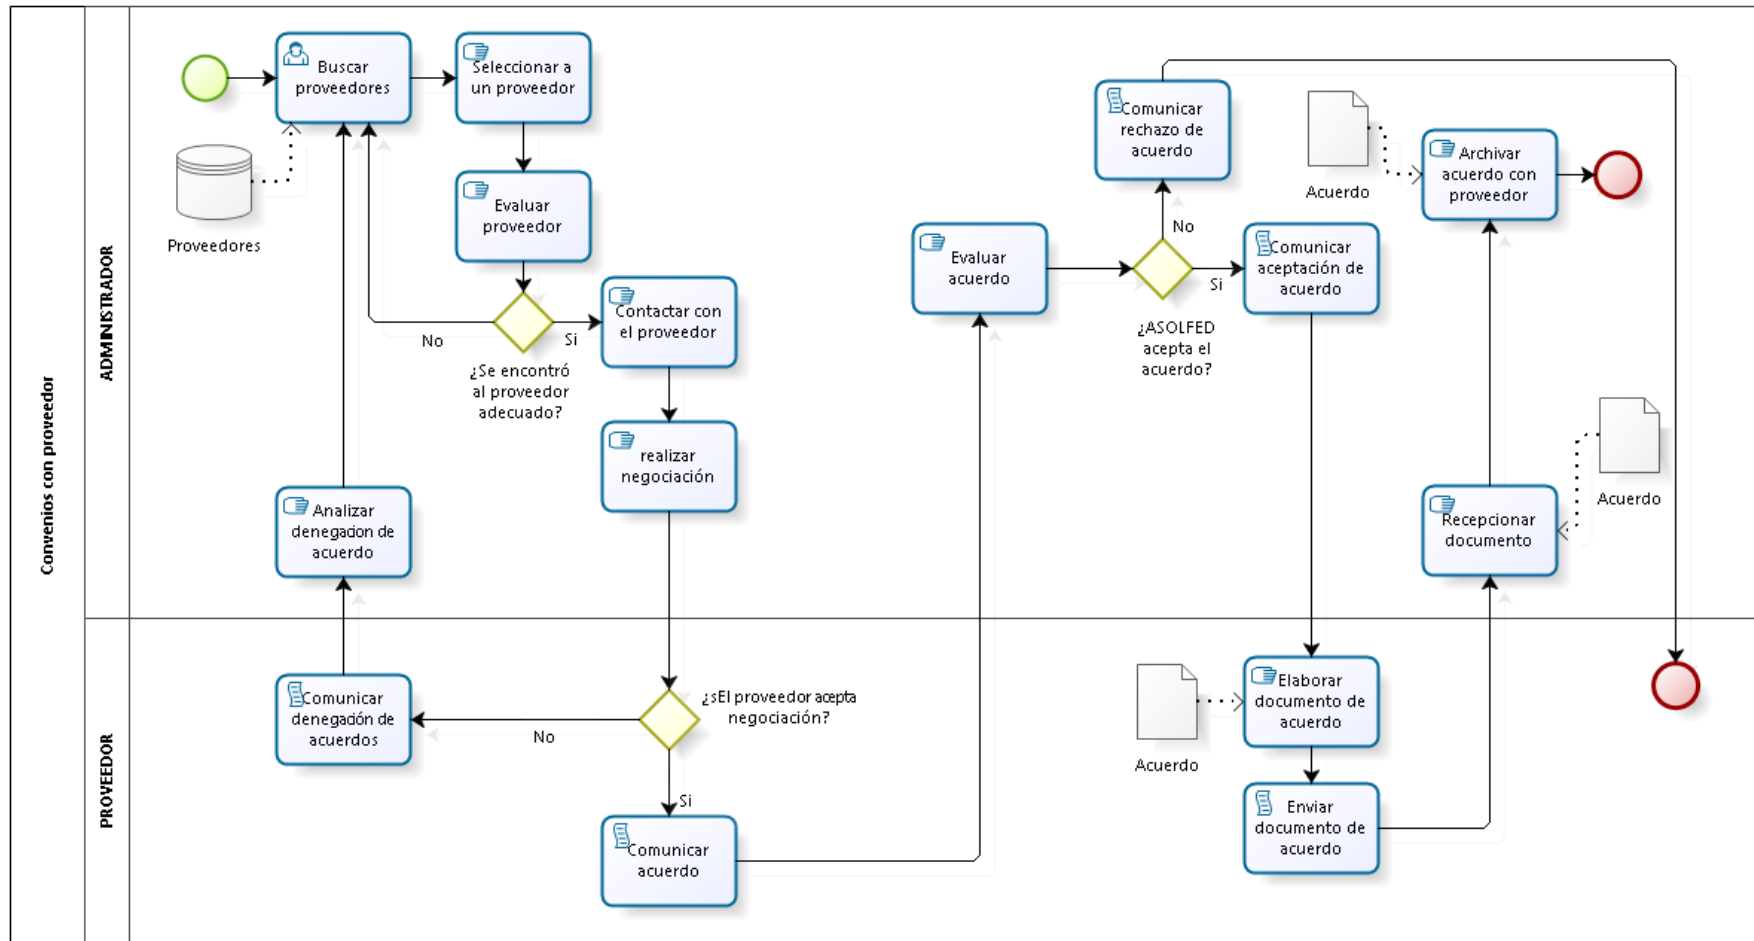 Convenios con proveedor
ADMINISTRADOR
PROVEEDOR
Buscar
proveedores
Seleccionar a
un proveedor
Proveedores
Evaluar
proveedor
No
Si
¿Se encontró
al proveedor
adecuado?
Contactar con
el proveedor
realizar
negociación
Analizar
denegacion de
acuerdo
Comunicar
denegación de
acuerdos
No
¿sEl proveedor acepta
negociación?
Si
Comunicar
acuerdo
Evaluar
acuerdo
Comunicar
rechazo de
acuerdo
No
Si
¿ASOLFED
acepta el
acuerdo?
Comunicar
aceptación de
acuerdo
Acuerdo
Archivar
acuerdo con
proveedor
Acuerdo
Recepcionar
documento
Acuerdo
Elaborar
documento de
acuerdo
Enviar
documento de
acuerdo